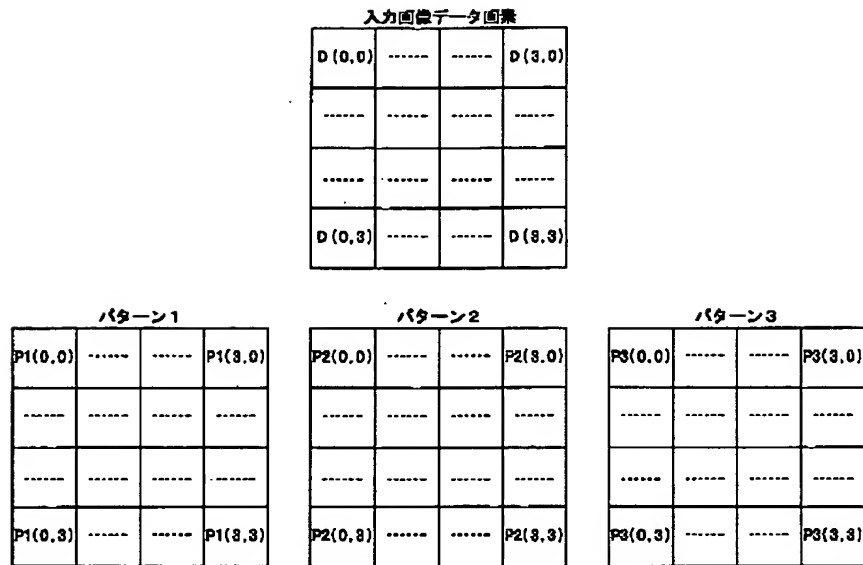 入力画像データ画素
D(0,0) ------ ------ D(3,0)
------ ------ ------ ------
------ ------ ------ ------
D(0,3) ------ ------ D(3,3)
パターン1 パターン2 パターン3
P1(0,0) ------ ------ P1(3,0) P2(0,0) ------ ------ P2(3,0) P3(0,0) ------ ------ P3(3,0)
------ ------ ------ ------ ------ ------ ------ ------ ------ ------ ------ ------
------ ------ ------ ------ ------ ------ ------ ------ ------ ------ ------ ------
P1(0,3) ------ ------ P1(3,3) P2(0,3) ------ ------ P2(3,3) P3(0,3) ------ ------ P3(3,3)